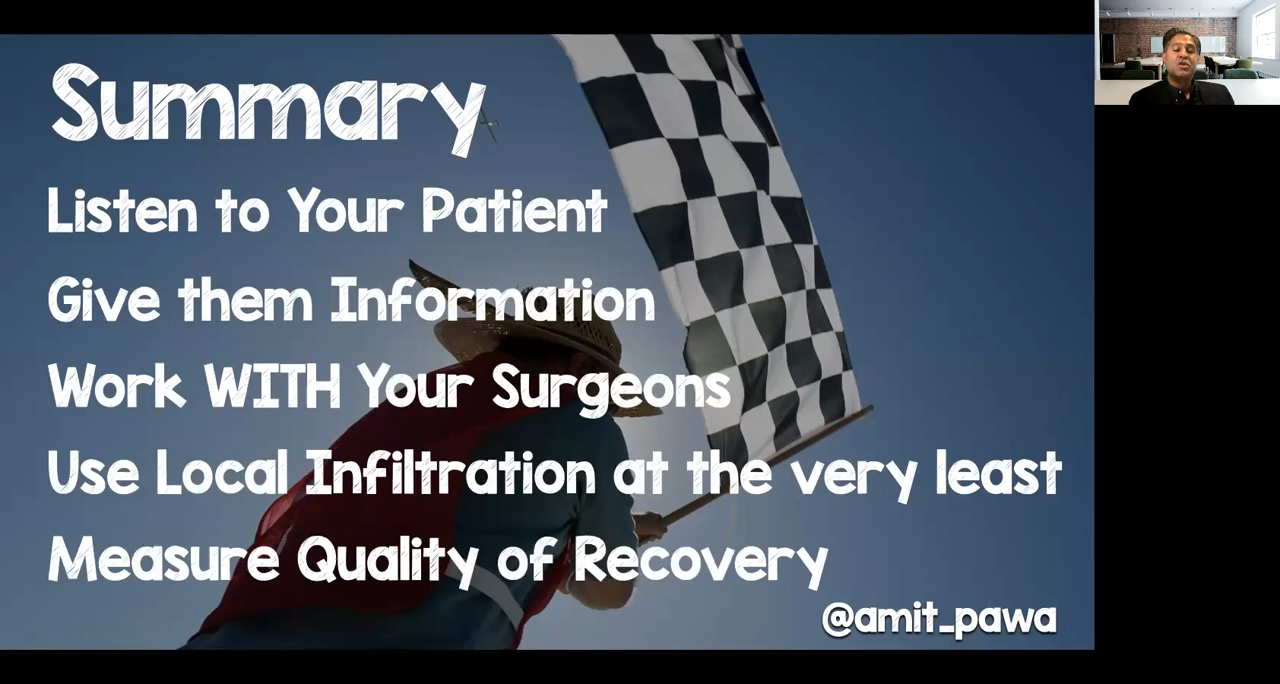 Summary
Listen to Your Patient
Give them Information
Work WITH Your Surgeons
Use Local Infiltration at the very least
Measure Quality of Recovery
@amit_pawa